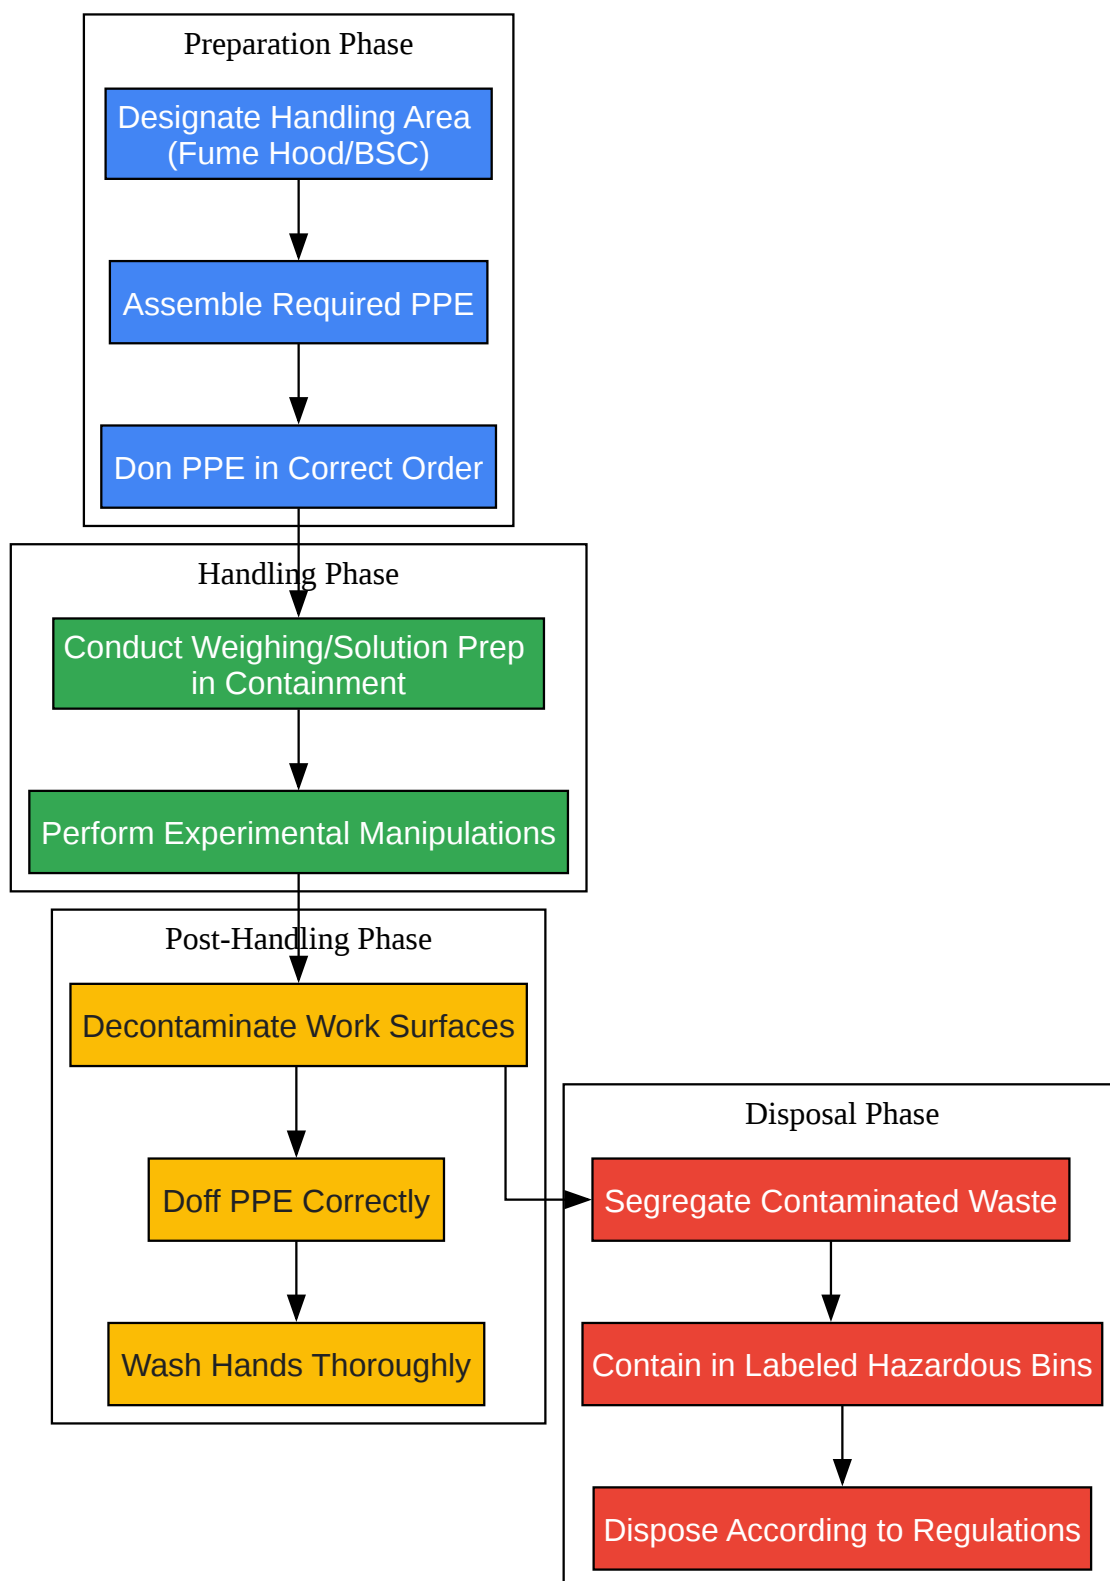 Preparation Phase
Designate Handling Area
(Fume Hood/BSC)
Assemble Required PPE
Don PPE in Correct Order
Handling Phase
Conduct Weighing/Solution Prep
in Containment
Perform Experimental Manipulations
Post-Handling Phase
Decontaminate Work Surfaces
Doff PPE Correctly
Wash Hands Thoroughly
Disposal Phase
Segregate Contaminated Waste
Contain in Labeled Hazardous Bins
Dispose According to Regulations